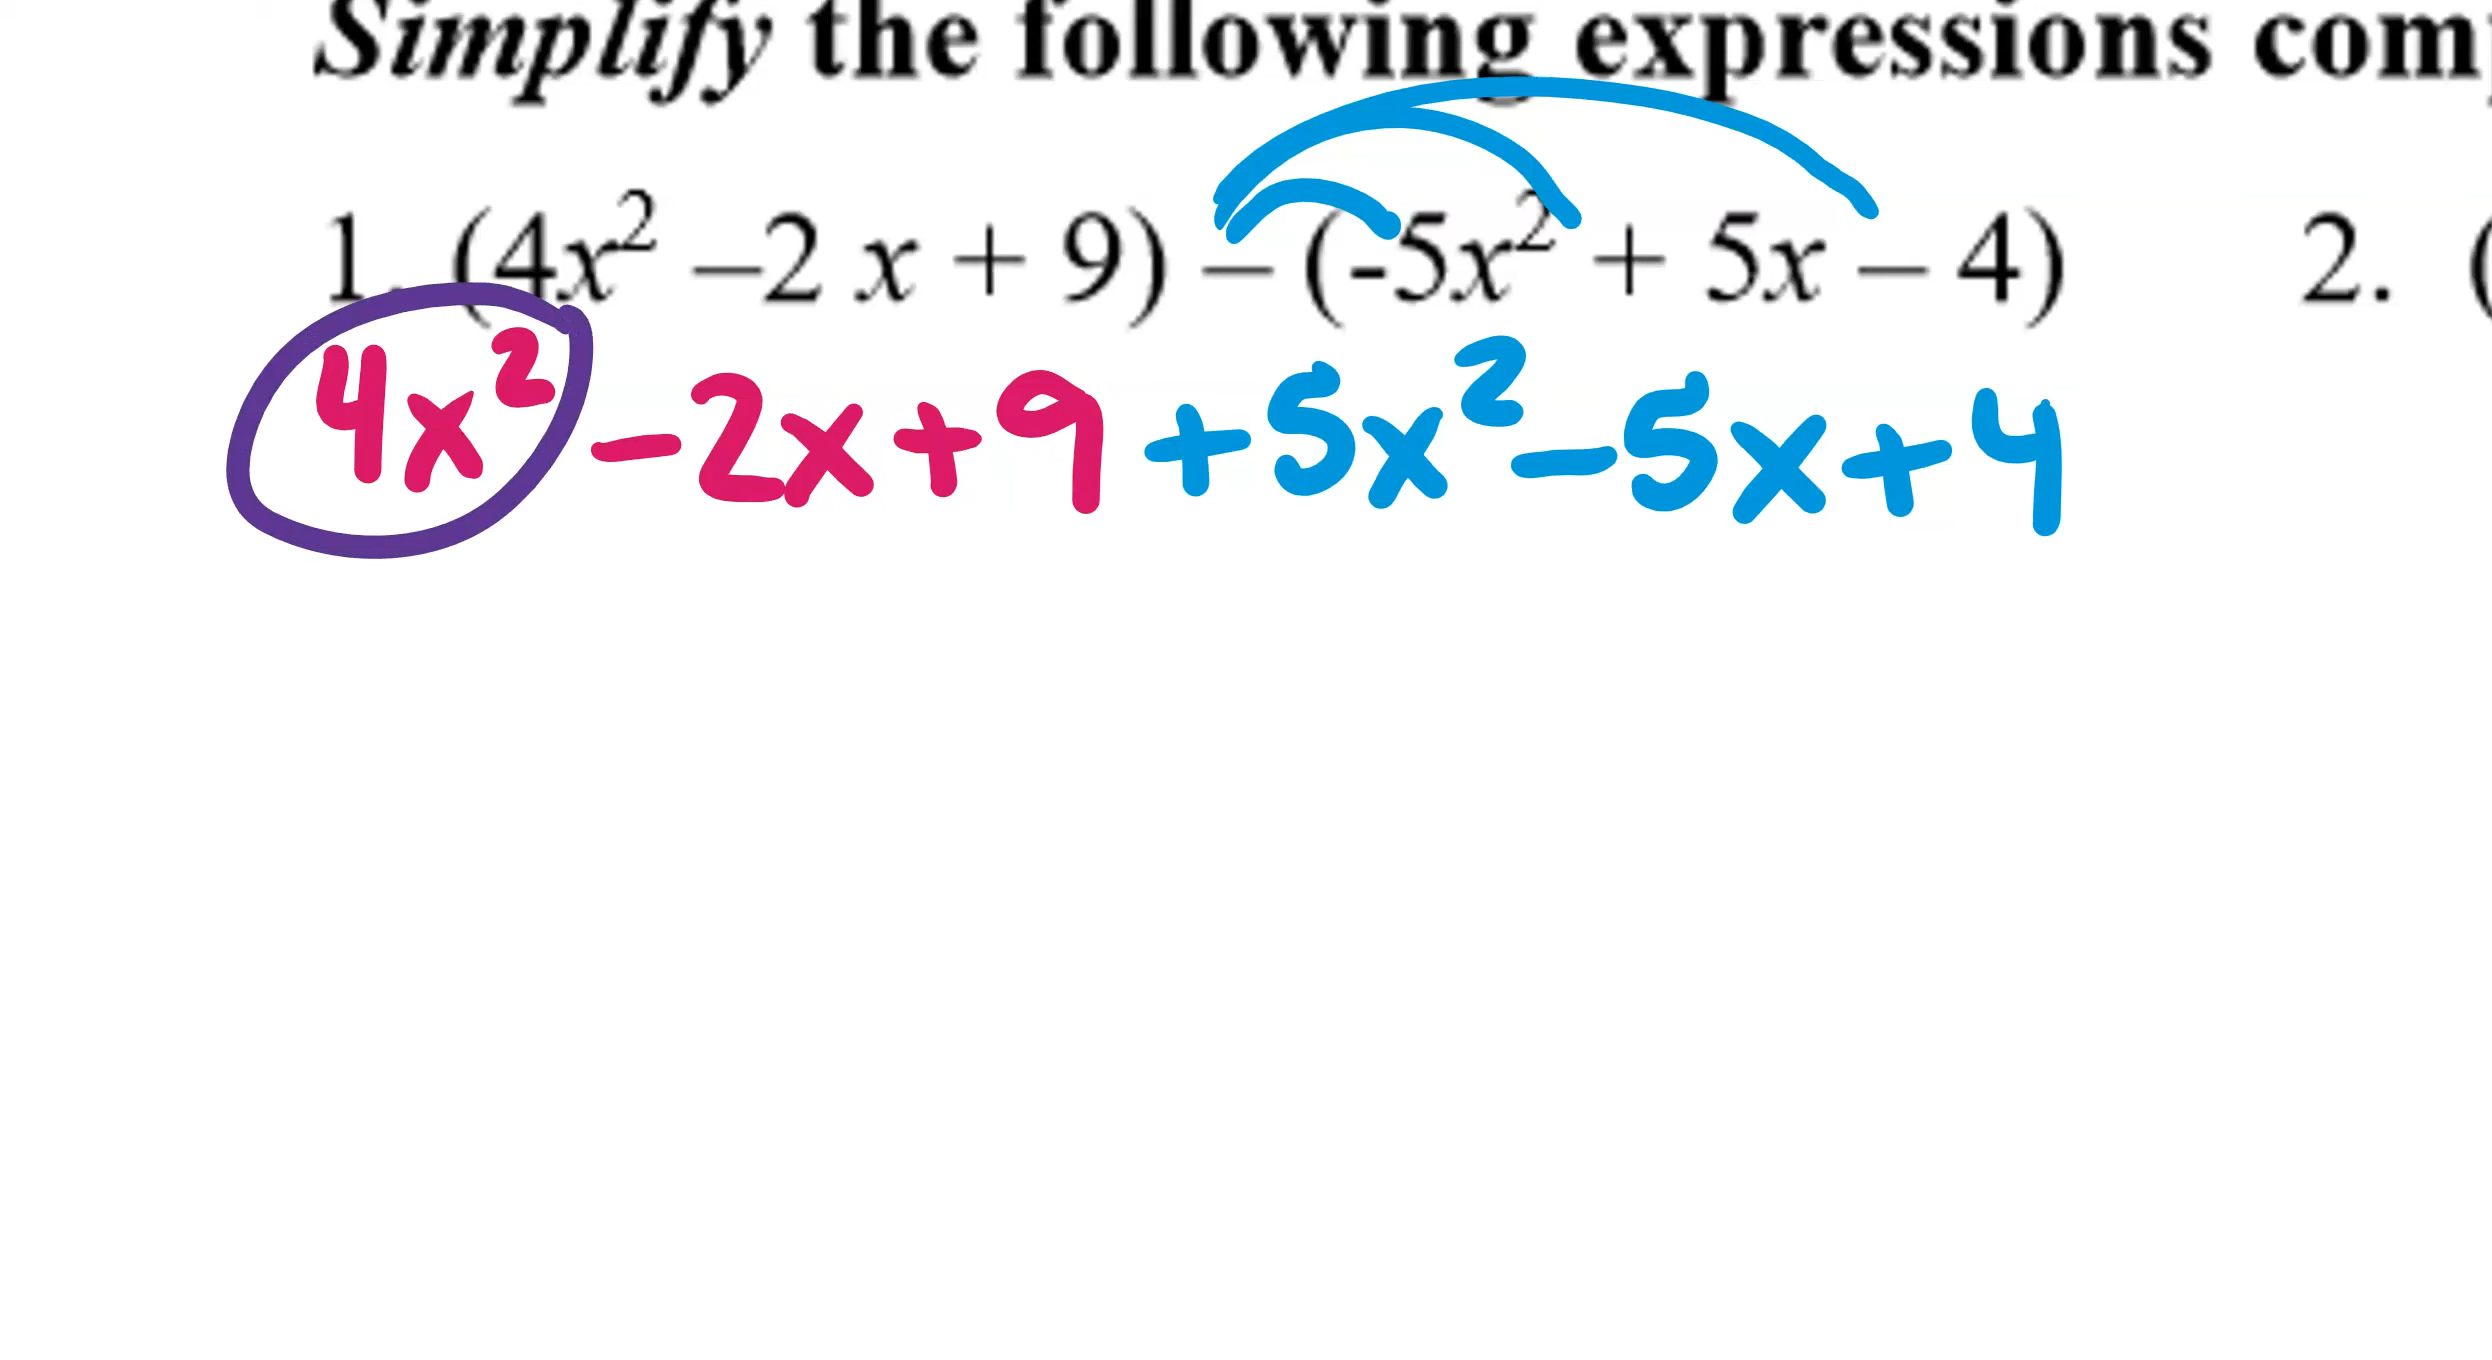 Simplify the following expressions com
1. (4x² –2 x + 9) – (-5x² + 5x – 4) 2. (
4x² -2x+9 +5x²-5x+4